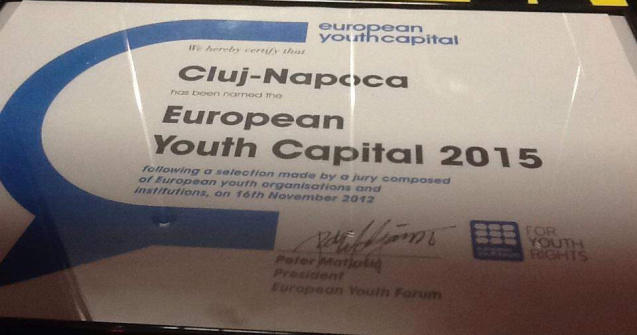 european
youthcapital
We hereby certify that
Cluj-Napoca
has been named the
European
Youth Capital 2015
following a selection made by a jury composed
of European youth organisations and
institutions, on 16th November 2012
Peter Matjašič
President
European Youth Forum
FOR
YOUTH
RIGHTS